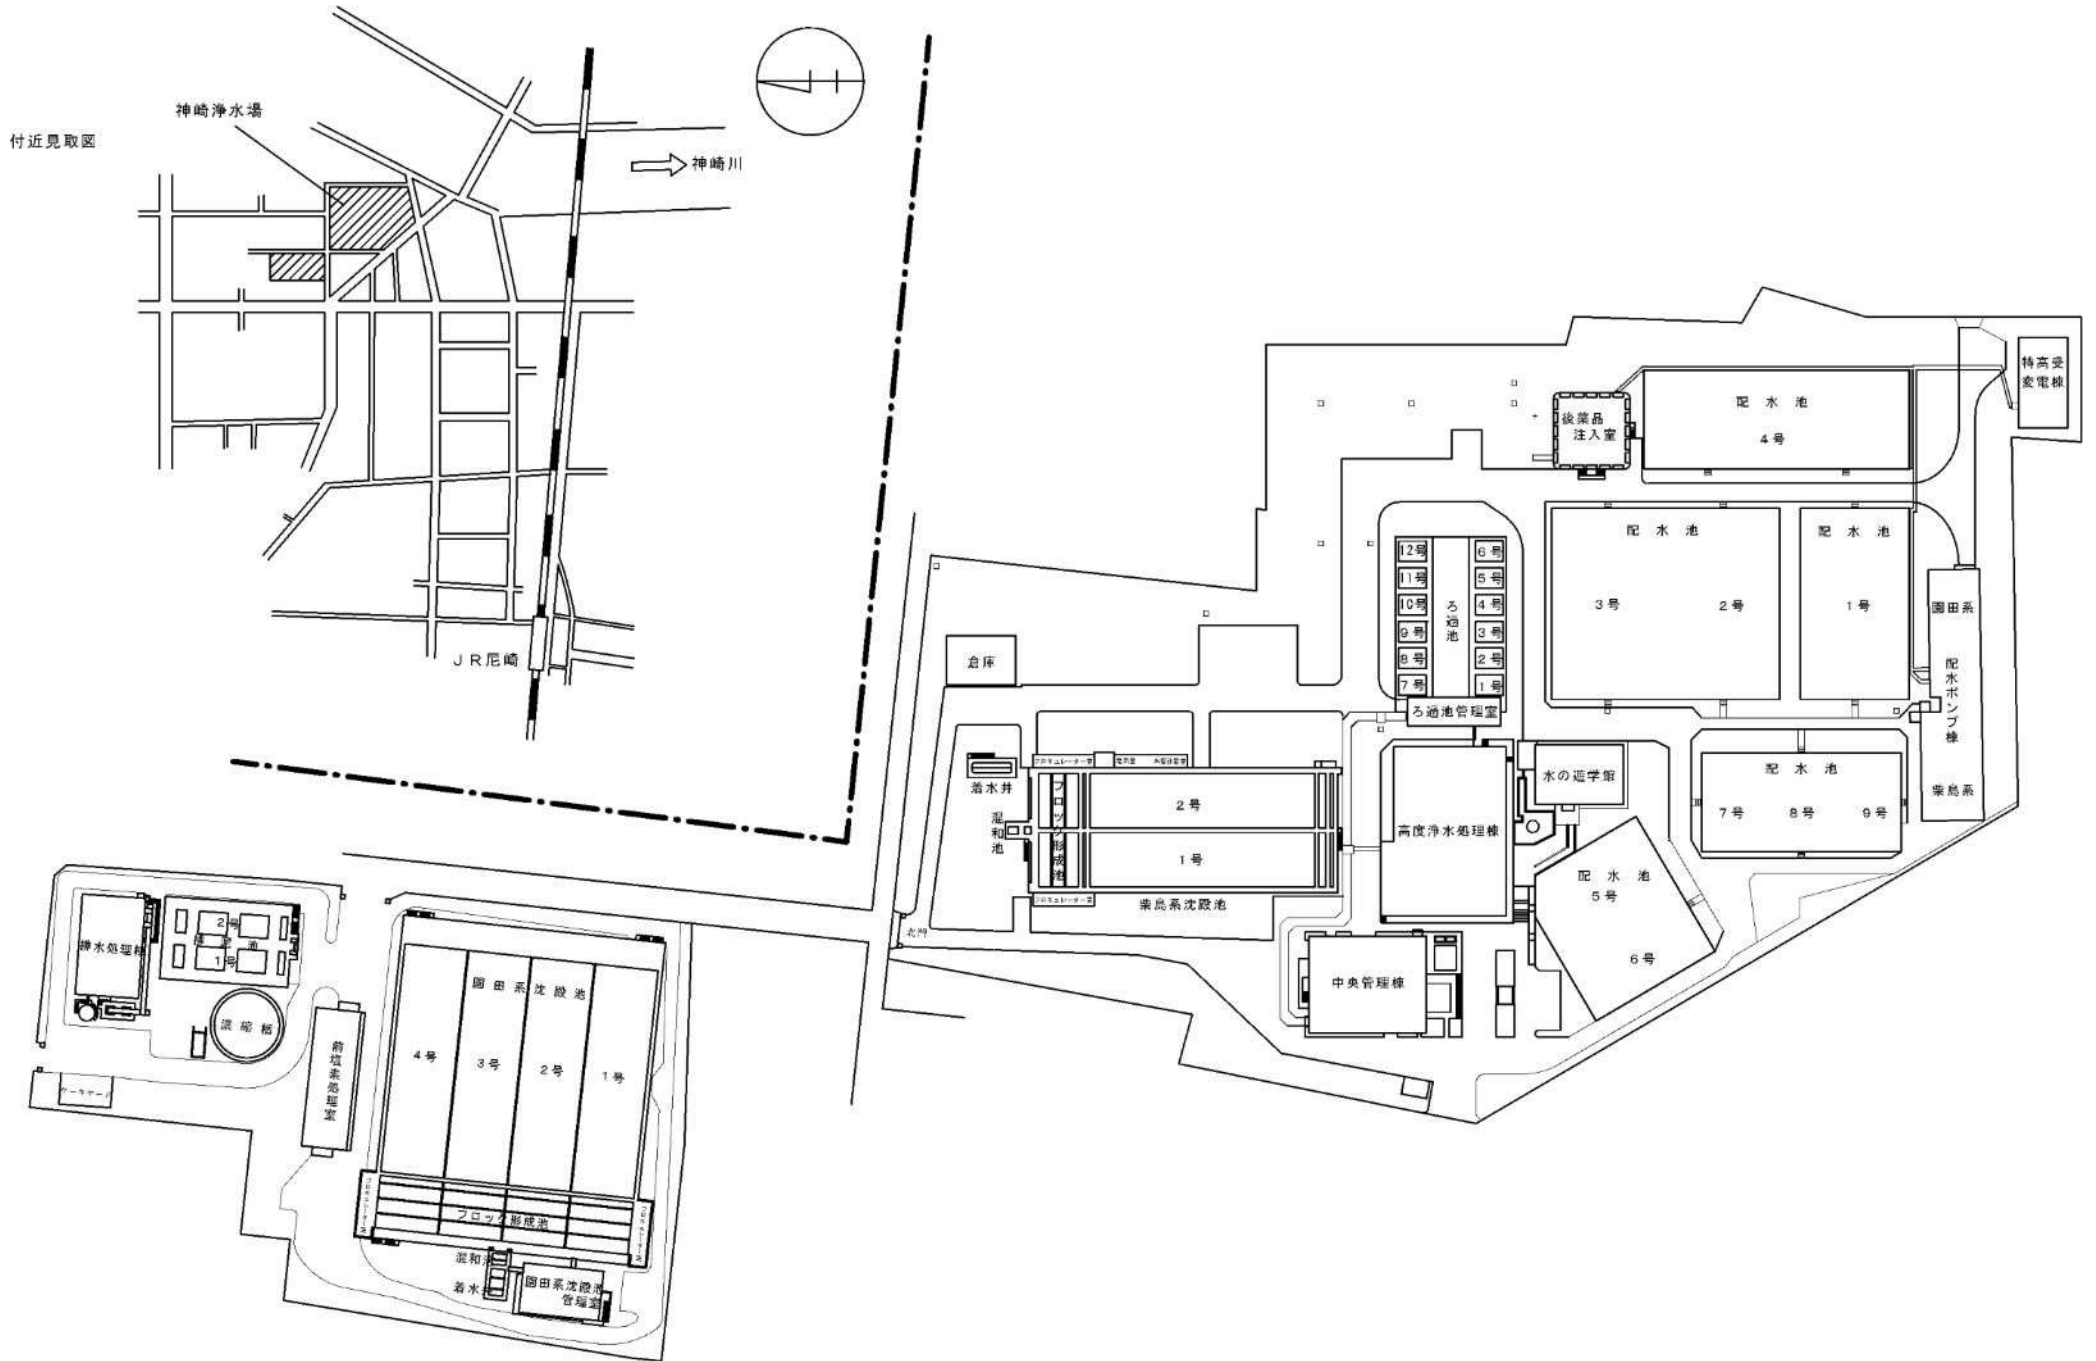 付近見取図
神崎浄水場
神崎川
JR尼崎
特高受
変電棟
後薬品
注入室
配水池
4号
配水池
3号
2号
配水池
1号
園田系
配水ポンプ棟
柴島系
12号
11号
10号
9号
8号
7号
ろ過池
6号
5号
4号
3号
2号
1号
ろ過池管理室
倉庫
着水井
混和池
フロック形成池
2号
1号
柴島系沈殿池
高度浄水処理棟
水の遊学館
配水池
7号
8号
9号
配水池
5号
6号
中央管理棟
北門
排水処理棟
2号
1号
濃縮槽
ケーキヤード
前塩素処理室
園田系沈殿池
4号
3号
2号
1号
フロック形成池
混和池
着水井
園田系沈殿池
管理室